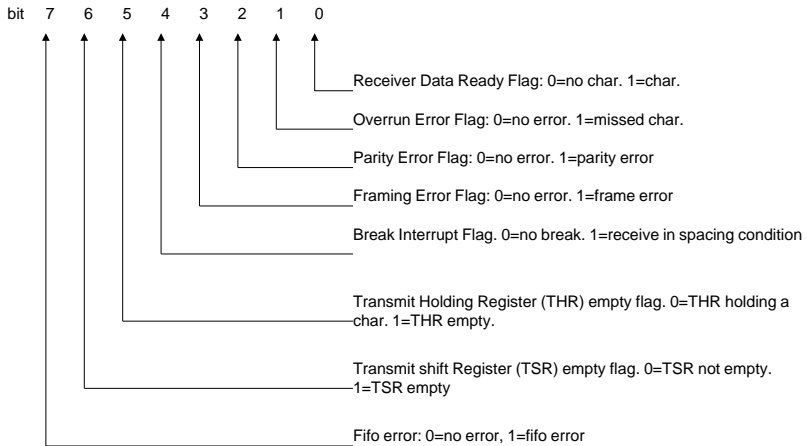 bit 7 6 5 4 3 2 1 0
Receiver Data Ready Flag: 0=no char. 1=char.
Overrun Error Flag: 0=no error. 1=missed char.
Parity Error Flag: 0=no error. 1=parity error
Framing Error Flag: 0=no error. 1=frame error
Break Interrupt Flag. 0=no break. 1=receive in spacing condition
Transmit Holding Register (THR) empty flag. 0=THR holding a
char. 1=THR empty.
Transmit shift Register (TSR) empty flag. 0=TSR not empty.
1=TSR empty
Fifo error: 0=no error, 1=fifo error